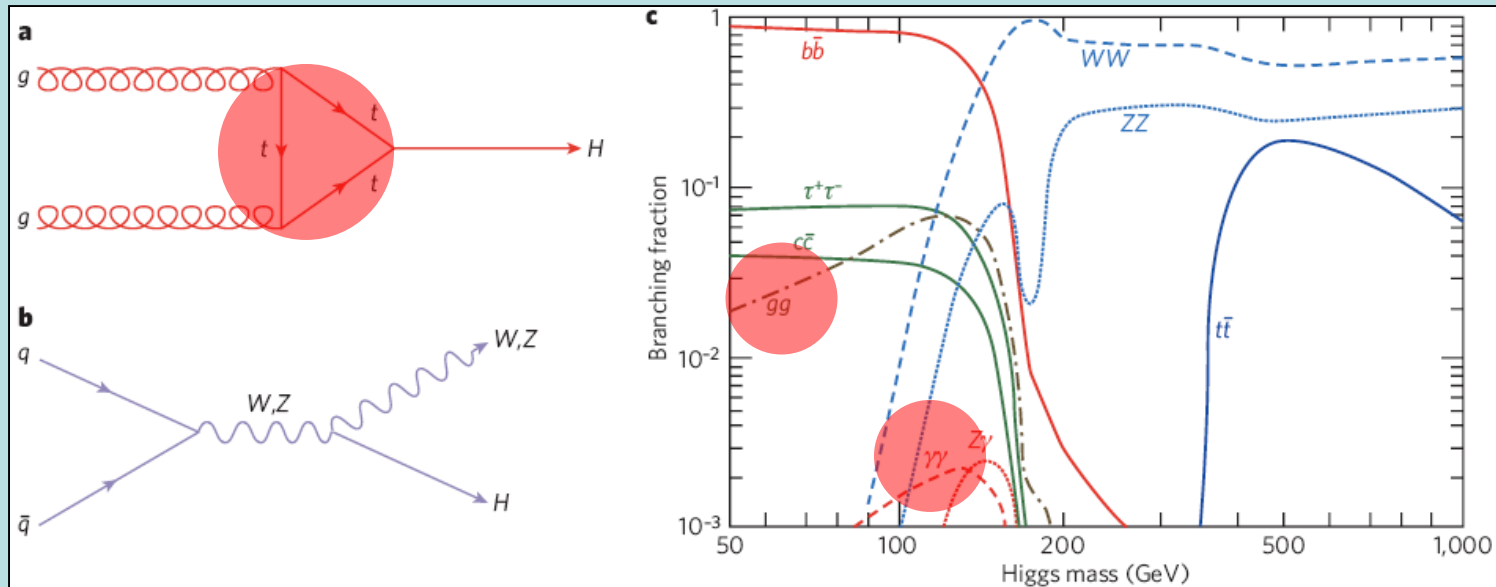 a
g
t
t
t
H
g
b
q
W,Z
W,Z
H
q̄
c
Branching fraction
1
10⁻¹
10⁻²
10⁻³
bb̄
WW
ZZ
τ⁺τ⁻
cc̄
gg
Zγ
γγ
tt̄
50 100 200 500 1,000
Higgs mass (GeV)